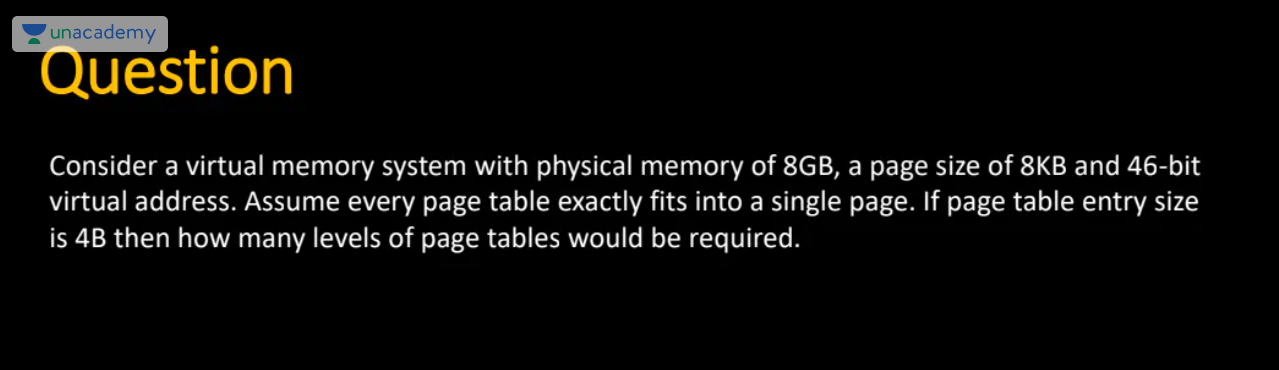 unacademy
Question
Consider a virtual memory system with physical memory of 8GB, a page size of 8KB and 46-bit
virtual address. Assume every page table exactly fits into a single page. If page table entry size
is 4B then how many levels of page tables would be required.